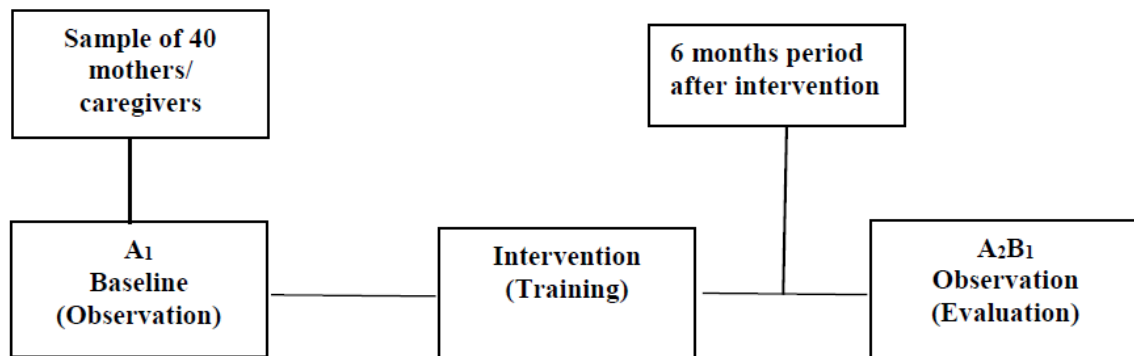 Sample of 40
mothers/
caregivers
6 months period
after intervention
A₁
Baseline
(Observation)
Intervention
(Training)
A₂B₁
Observation
(Evaluation)